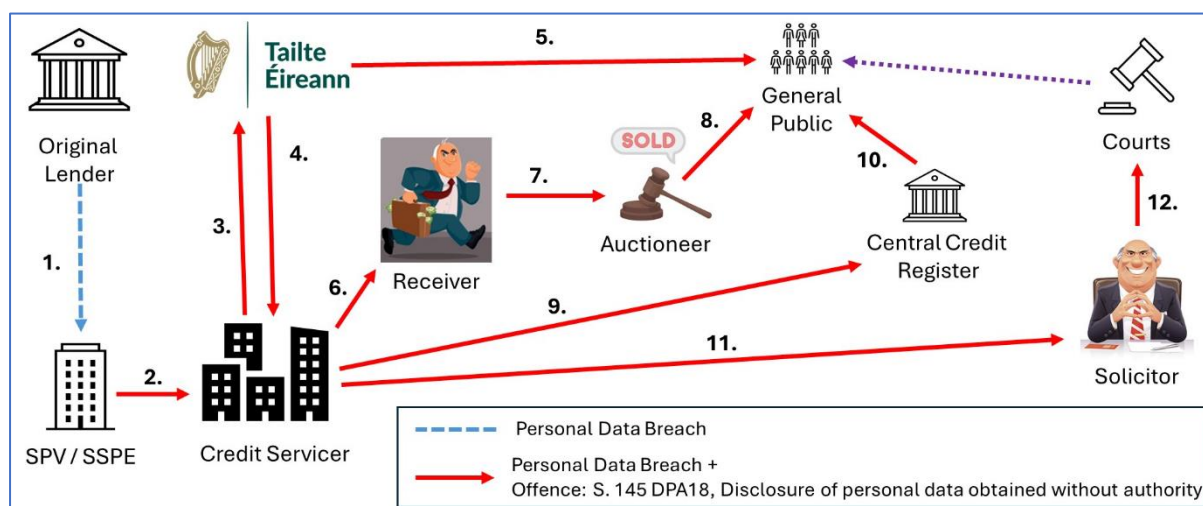 Tailte
Éireann
Original
Lender
5.
General
Public
Courts
SOLD
8.
10.
12.
4.
3.
7.
1.
Auctioneer
Central Credit
Register
Receiver
6.
9.
11.
2.
Solicitor
SPV / SSPE
Credit Servicer
Personal Data Breach
Personal Data Breach +
Offence: S. 145 DPA18, Disclosure of personal data obtained without authority